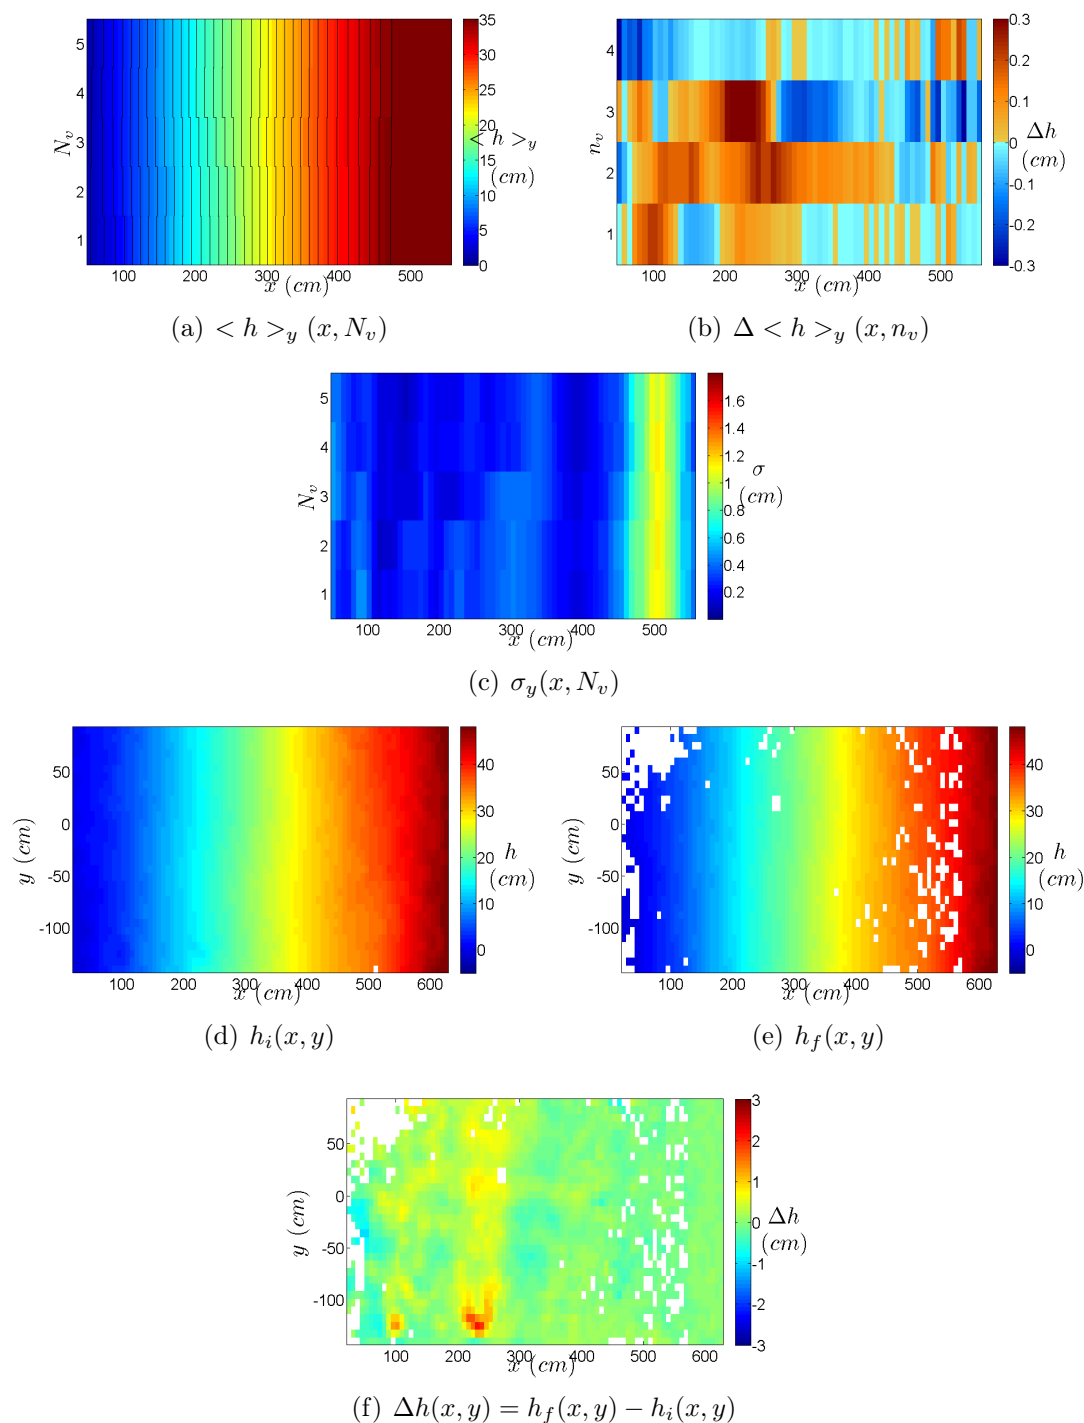 5
4
3
2
1
N_v
100 200 300 400 500
x (cm)
35
30
25
20
15
10
5
0
< h >_y
(cm)
(a) < h >_y (x, N_v)
4
3
2
1
n_v
100 200 300 400 500
x (cm)
0.3
0.2
0.1
0
-0.1
-0.2
-0.3
Δh
(cm)
(b) Δ < h >_y (x, n_v)
5
4
3
2
1
N_v
100 200 300 400 500
x (cm)
1.6
1.4
1.2
1
0.8
0.6
0.4
0.2
σ
(cm)
(c) σ_y(x, N_v)
50
0
-50
-100
y (cm)
100 200 300 400 500 600
x (cm)
40
30
20
10
0
h
(cm)
(d) h_i(x, y)
50
0
-50
-100
y (cm)
100 200 300 400 500 600
x (cm)
40
30
20
10
0
h
(cm)
(e) h_f(x, y)
50
0
-50
-100
y (cm)
100 200 300 400 500 600
x (cm)
3
2
1
0
-1
-2
-3
Δh
(cm)
(f) Δh(x, y) = h_f(x, y) − h_i(x, y)